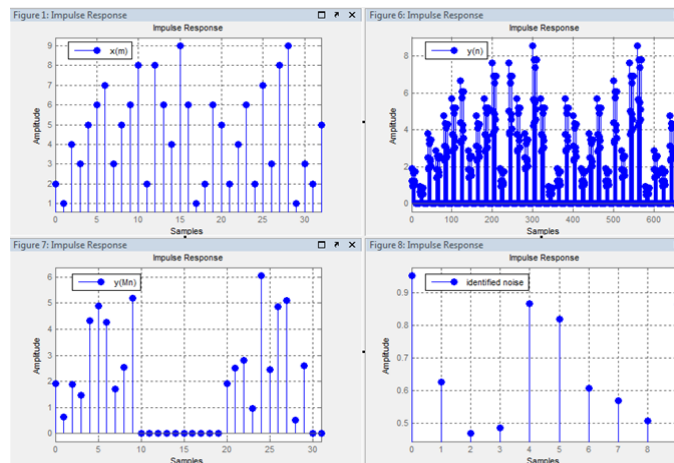 Figure 1: Impulse Response
Impulse Response
x(m)
Amplitude
9
8
7
6
5
4
3
2
1
0
10
20
30
Samples
Figure 6: Impulse Response
Impulse Response
y(n)
Amplitude
8
6
4
2
0
0
100
200
300
400
500
600
Samples
Figure 7: Impulse Response
Impulse Response
y(Mn)
Amplitude
6
5
4
3
2
1
0
0
5
10
15
20
25
30
Samples
Figure 8: Impulse Response
Impulse Response
identified noise
Amplitude
0.9
0.8
0.7
0.6
0.5
0
1
2
3
4
5
6
7
8
Samples